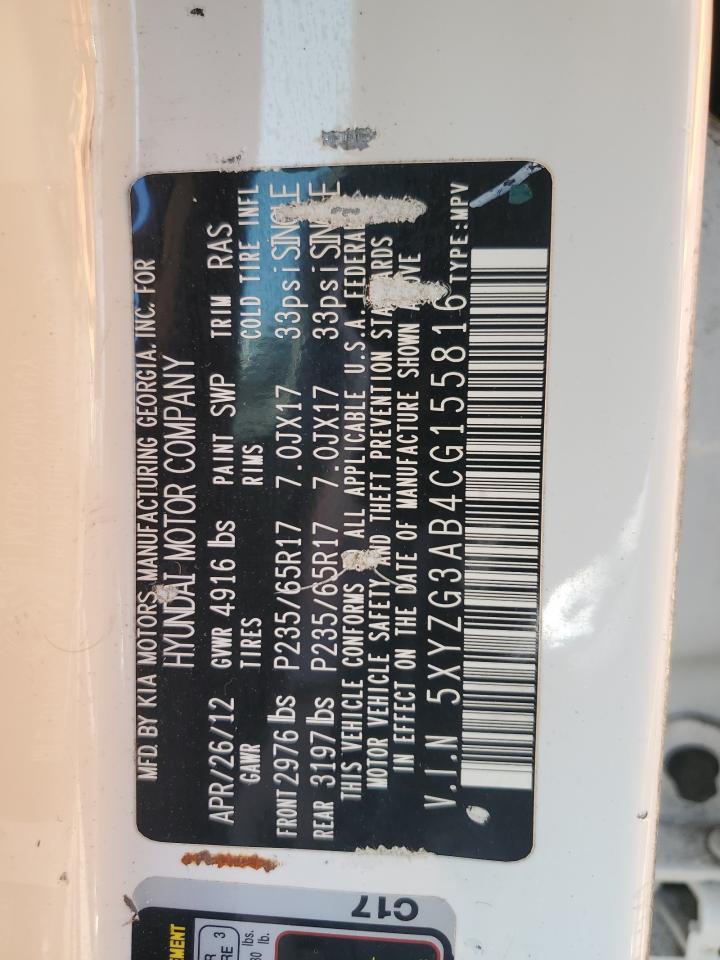 MFD. BY KIA MOTORS MANUFACTURING GEORGIA, INC. FOR
HYUNDAI MOTOR COMPANY
APR/26/12 GVWR 4916 lbs PAINT SWP TRIM RAS
GAWR TIRES RIMS COLD TIRE INFL
FRONT 2976 lbs P235/65R17 7.0JX17 33psi SINGLE
REAR 3197 lbs P235/65R17 7.0JX17 33psi SINGLE
THIS VEHICLE CONFORMS ALL APPLICABLE U.S.A. FEDERAL
MOTOR VEHICLE SAFETY AND THEFT PREVENTION STANDARDS
IN EFFECT ON THE DATE OF MANUFACTURE SHOWN ABOVE
V.I.N 5XYZG3AB4CG155816 TYPE:MPV
C17
3
lbs.
lb.